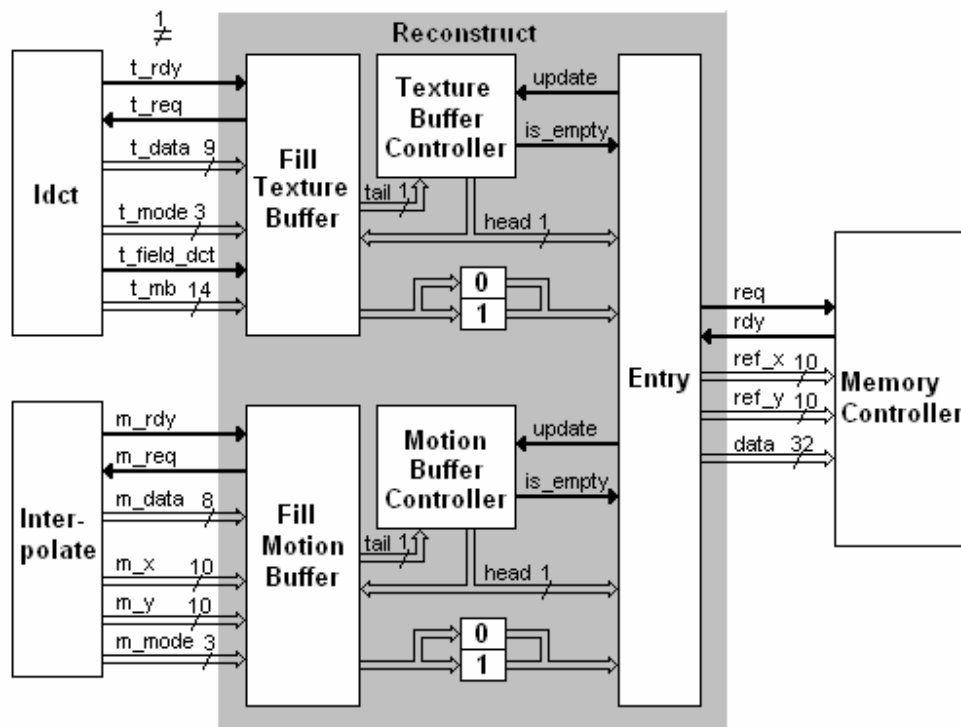 1
Reconstruct
t_rdy
t_req
t_data 9
t_mode 3
t_field_dct
t_mb 14
Idct
Fill
Texture
Buffer
Texture
Buffer
Controller
update
is_empty
tail 1
head 1
0
1
Entry
req
rdy
ref_x 10
ref_y 10
data 32
Memory
Controller
m_rdy
m_req
m_data 8
m_x 10
m_y 10
m_mode 3
Inter-
polate
Fill
Motion
Buffer
Motion
Buffer
Controller
update
is_empty
tail 1
head 1
0
1